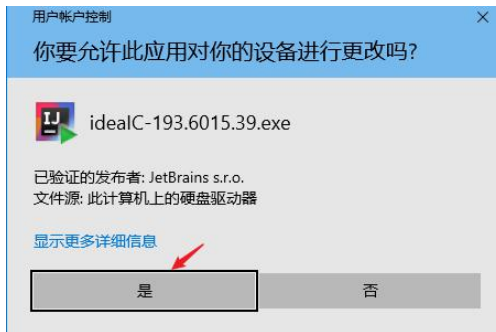 用户帐户控制
你要允许此应用对你的设备进行更改吗?
IJ
ideaIC-193.6015.39.exe
已验证的发布者: JetBrains s.r.o.
文件源: 此计算机上的硬盘驱动器
显示更多详细信息
是
否